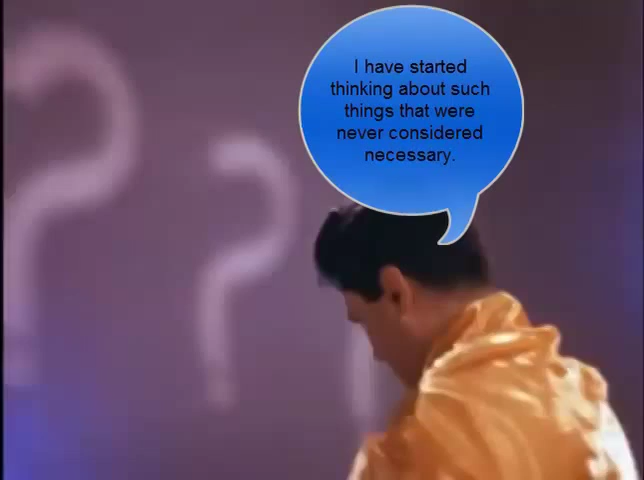 ?
?
I have started
thinking about such
things that were
never considered
necessary.